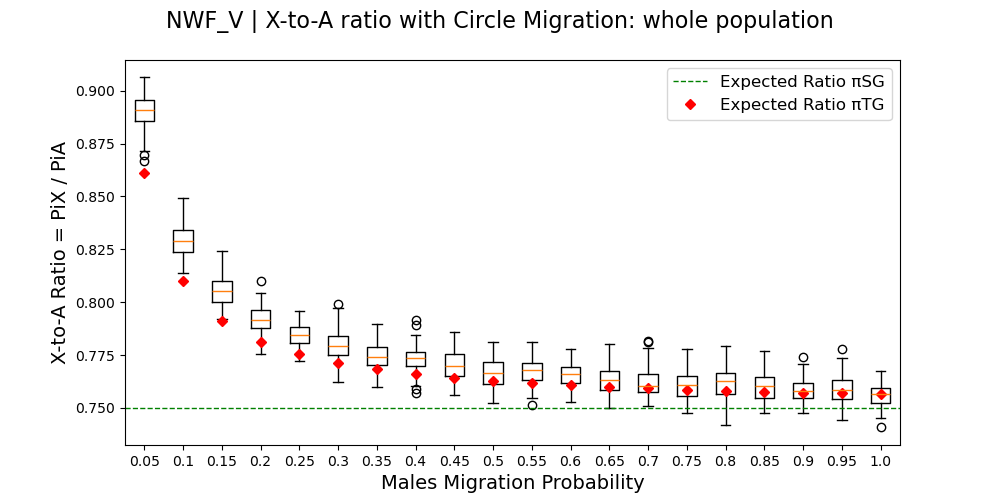 NWF_V | X-to-A ratio with Circle Migration: whole population
Expected Ratio πSG
Expected Ratio πTG
X-to-A Ratio = PiX / PiA
0.900
0.875
0.850
0.825
0.800
0.775
0.750
0.05 0.1 0.15 0.2 0.25 0.3 0.35 0.4 0.45 0.5 0.55 0.6 0.65 0.7 0.75 0.8 0.85 0.9 0.95 1.0
Males Migration Probability